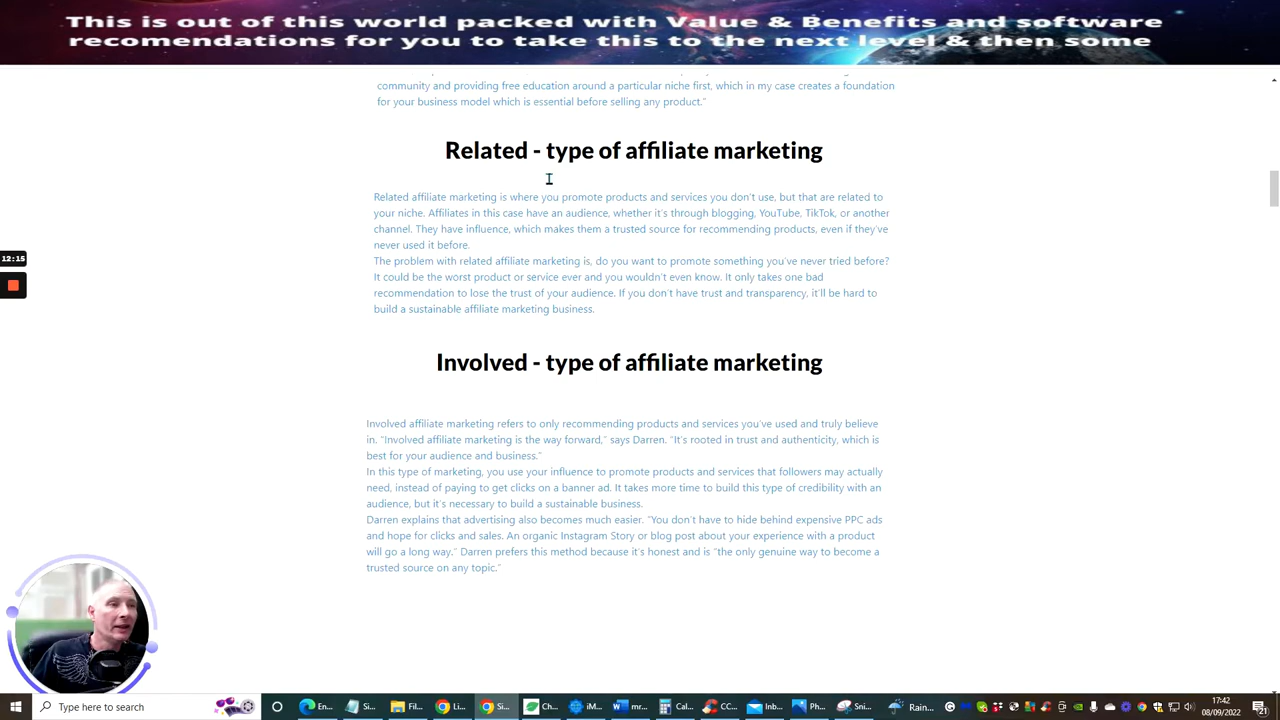 This is out of this world packed with Value & Benefits and software
recomendations for you to take this to the next level & then some
community and providing free education around a particular niche first, which in my case creates a foundation
for your business model which is essential before selling any product.”
Related - type of affiliate marketing
Related affiliate marketing is where you promote products and services you don't use, but that are related to
your niche. Affiliates in this case have an audience, whether it’s through blogging, YouTube, TikTok, or another
channel. They have influence, which makes them a trusted source for recommending products, even if they’ve
never used it before.
The problem with related affiliate marketing is, do you want to promote something you’ve never tried before?
It could be the worst product or service ever and you wouldn’t even know. It only takes one bad
recommendation to lose the trust of your audience. If you don’t have trust and transparency, it’ll be hard to
build a sustainable affiliate marketing business.
12:15
Involved - type of affiliate marketing
Involved affiliate marketing refers to only recommending products and services you’ve used and truly believe
in. “Involved affiliate marketing is the way forward,” says Darren. “It’s rooted in trust and authenticity, which is
best for your audience and business.”
In this type of marketing, you use your influence to promote products and services that followers may actually
need, instead of paying to get clicks on a banner ad. It takes more time to build this type of credibility with an
audience, but it’s necessary to build a sustainable business.
Darren explains that advertising also becomes much easier. “You don’t have to hide behind expensive PPC ads
and hope for clicks and sales. An organic Instagram Story or blog post about your experience with a product
will go a long way.” Darren prefers this method because it’s honest and is “the only genuine way to become a
trusted source on any topic.”
Type here to search
En...
Si...
Fil...
Li...
Si...
Ch...
iM...
mr...
Cal...
CC...
Inb...
Ph...
Sni...
Rain...
17:42
08/09/2022